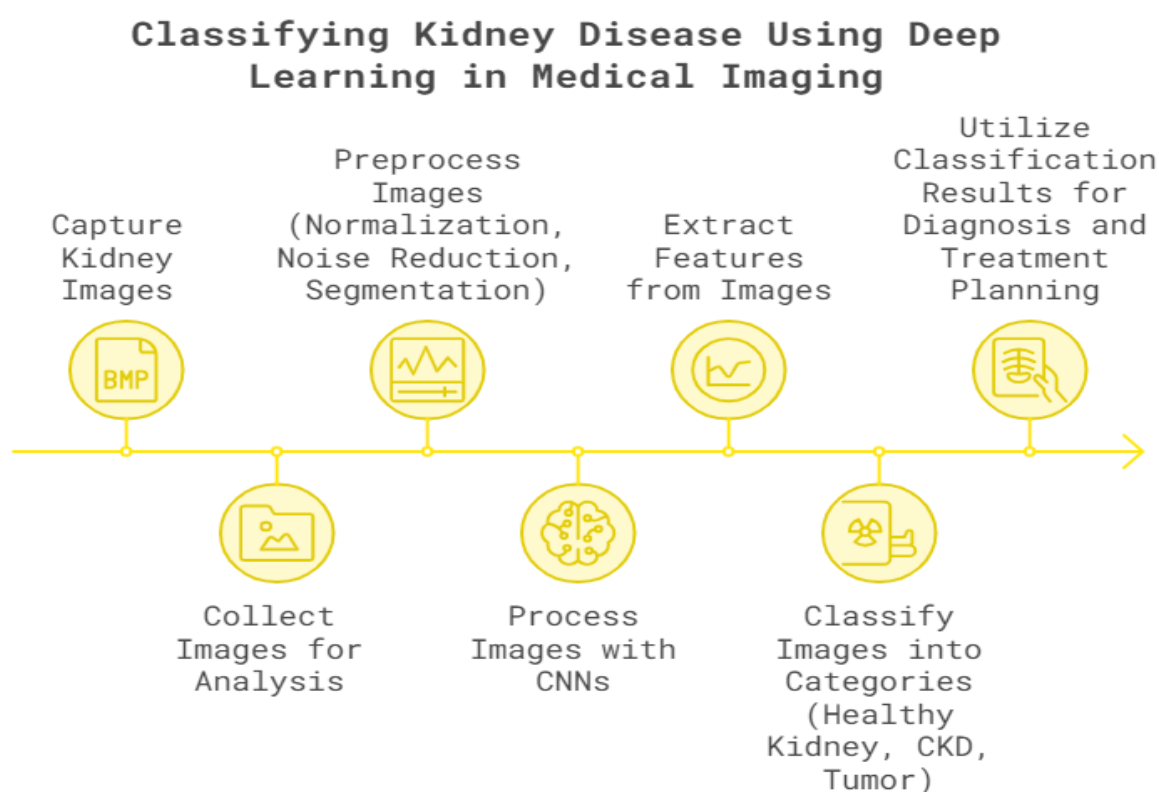 Classifying Kidney Disease Using Deep
Learning in Medical Imaging
Capture
Kidney
Images
BMP
Collect
Images for
Analysis
Preprocess
Images
(Normalization,
Noise Reduction,
Segmentation)
Process
Images with
CNNs
Extract
Features
from Images
Classify
Images into
Categories
(Healthy
Kidney, CKD,
Tumor)
Utilize
Classification
Results for
Diagnosis and
Treatment
Planning